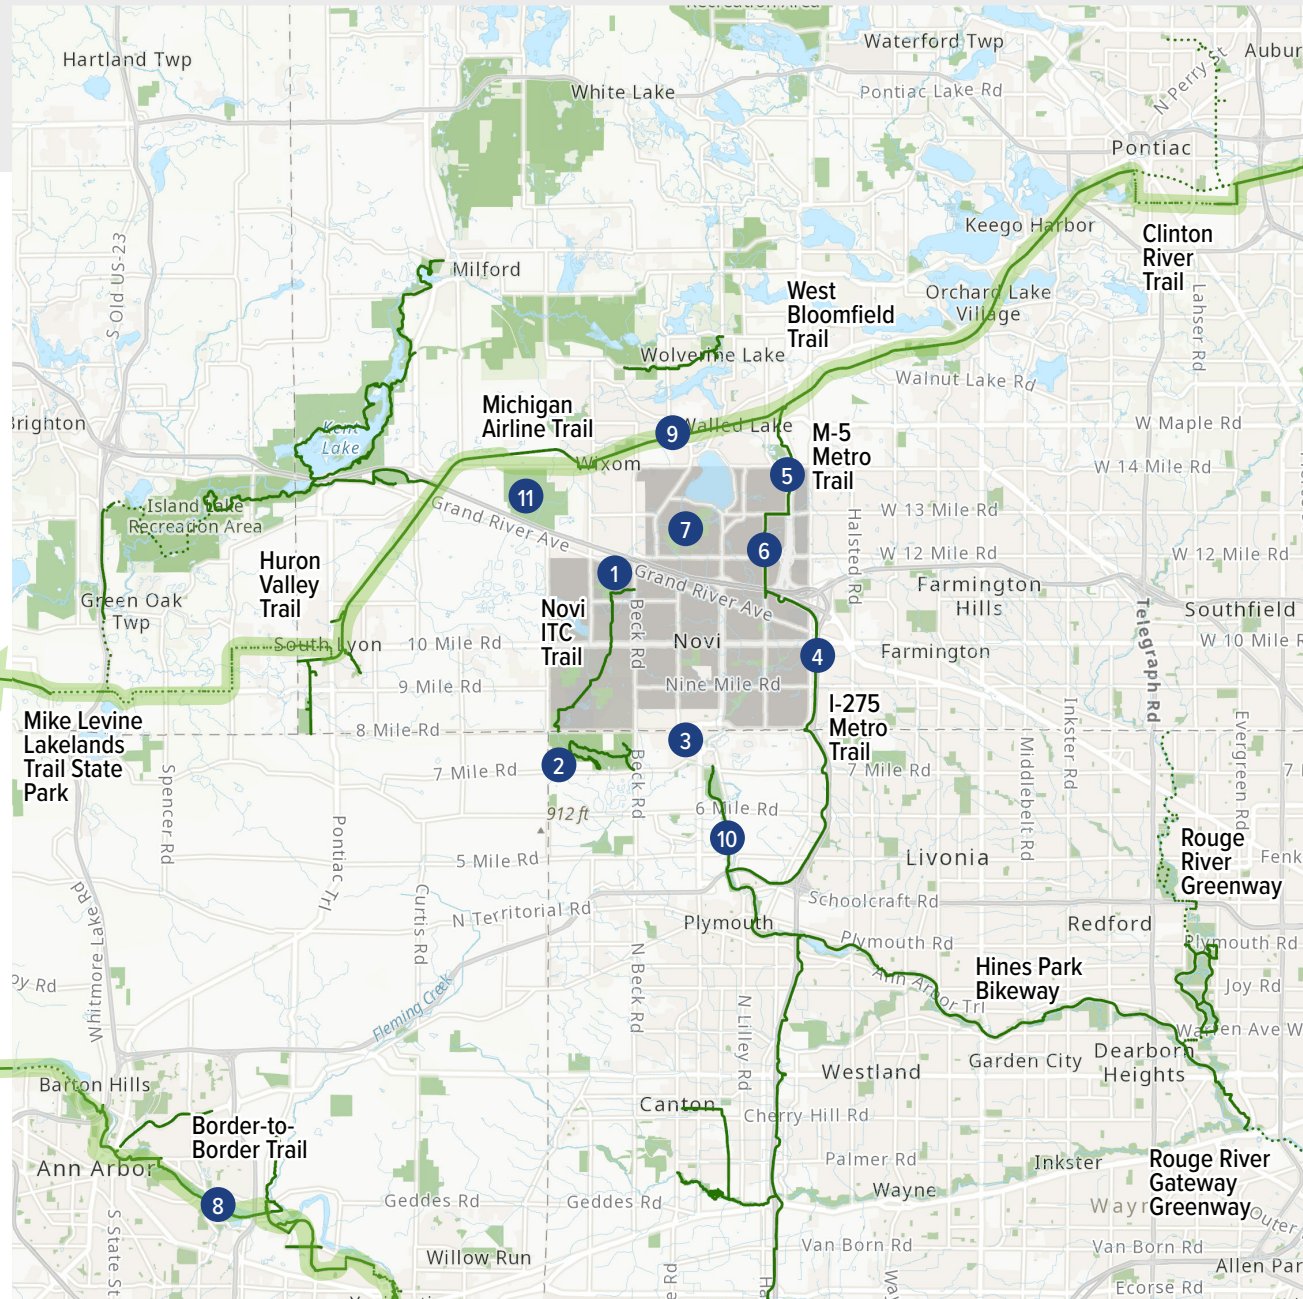 Recreation Area
Hartland Twp
White Lake
Waterford Twp
Pontiac Lake Rd
N Perry St
Pontiac
Keego Harbor
Clinton
River
Trail
S Old US-23
Milford
West
Bloomfield
Trail
Orchard Lake
Village
Lahser Rd
Wolverine Lake
Walnut Lake Rd
Brighton
Kent
Lake
Michigan
Airline Trail
9
Walled Lake
M-5
Metro
Trail
W Maple Rd
Wixom
5
W 14 Mile Rd
11
Island Lake
Recreation Area
Grand River Ave
7
6
Halsted Rd
W 13 Mile Rd
W 12 Mile Rd
W 12 Mile Rd
Huron
Valley
Trail
1
Grand River Ave
Farmington
Hills
Green Oak
Twp
Novi
ITC
Trail
Beck Rd
Novi
Telegraph Rd
Southfield
South Lyon
10 Mile Rd
4
Farmington
W 10 Mile R
9 Mile Rd
Nine Mile Rd
I-275
Metro
Trail
Inkster Rd
Mike Levine
Lakelands
Trail State
Park
8 Mile Rd
3
Middlebelt Rd
Evergreen Rd
7 Mile Rd
2
Beck Rd
7 Mile Rd
7
Spencer Rd
912 ft
6 Mile Rd
Pontiac Trl
10
Rouge
River
Greenway
5 Mile Rd
Livonia
Fenk
Whitmore Lake Rd
Curtis Rd
N Territorial Rd
Schoolcraft Rd
Plymouth
Redford
Plymouth Rd
Plymouth Rd
N Beck Rd
Hines Park
Bikeway
Ann Arbor Trl
Joy Rd
Fleming Creek
N Lilley Rd
Warren Ave W
Garden City
Dearborn
Heights
Barton Hills
Westland
Canton
Cherry Hill Rd
Border-to-
Border Trail
Ann Arbor
Palmer Rd
Inkster
Rouge River
Gateway
Greenway
8
Geddes Rd
Geddes Rd
Wayne
S State St
Willow Run
Van Born Rd
Van Born Rd
Outer
Allen Par
Ecorse Rd